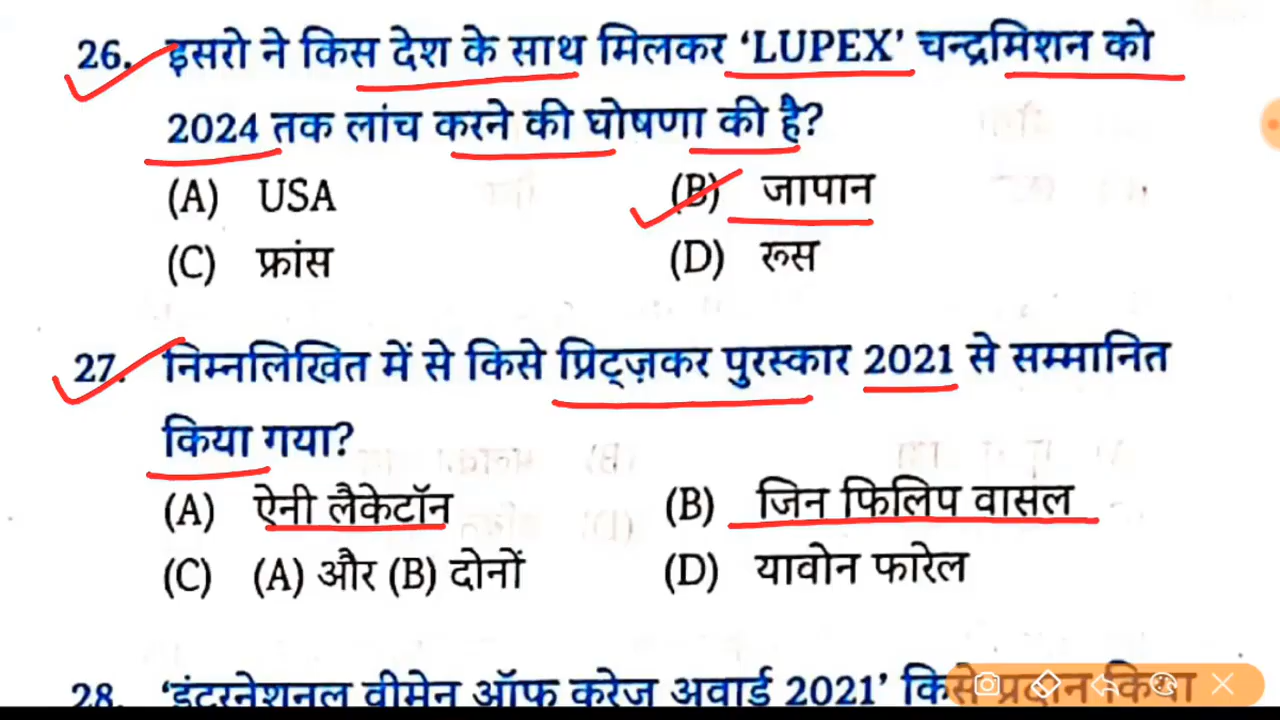 26. इसरो ने किस देश के साथ मिलकर ‘LUPEX’ चन्द्रमिशन को
2024 तक लांच करने की घोषणा की है?
(A) USA (B) जापान
(C) फ्रांस (D) रूस
27. निम्नलिखित में से किसे प्रिट्ज़कर पुरस्कार 2021 से सम्मानित
किया गया?
(A) ऐनी लैकेटॉन (B) जिन फिलिप वासल
(C) (A) और (B) दोनों (D) यावोन फारेल
28. ‘इंटरनेशनल वीमेन ऑफ करेज अवार्ड 2021’ किसे प्रदान किया